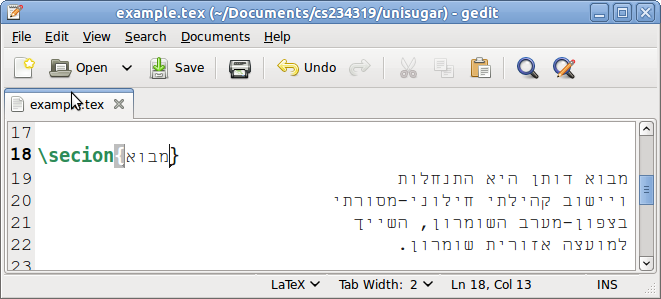 example.tex (~/Documents/cs234319/unisugar) - gedit
File Edit View Search Documents Help
Open Save Undo
example.tex
17
18 \secion{מבוא}
19 מבוא דותן היא התנחלות
20 ויישוב קהילתי חילוני-מסורתי
21 בצפון-מערב השומרון, השייך
22 למועצה אזורית שומרון.
23
LaTeX Tab Width: 2 Ln 18, Col 13 INS